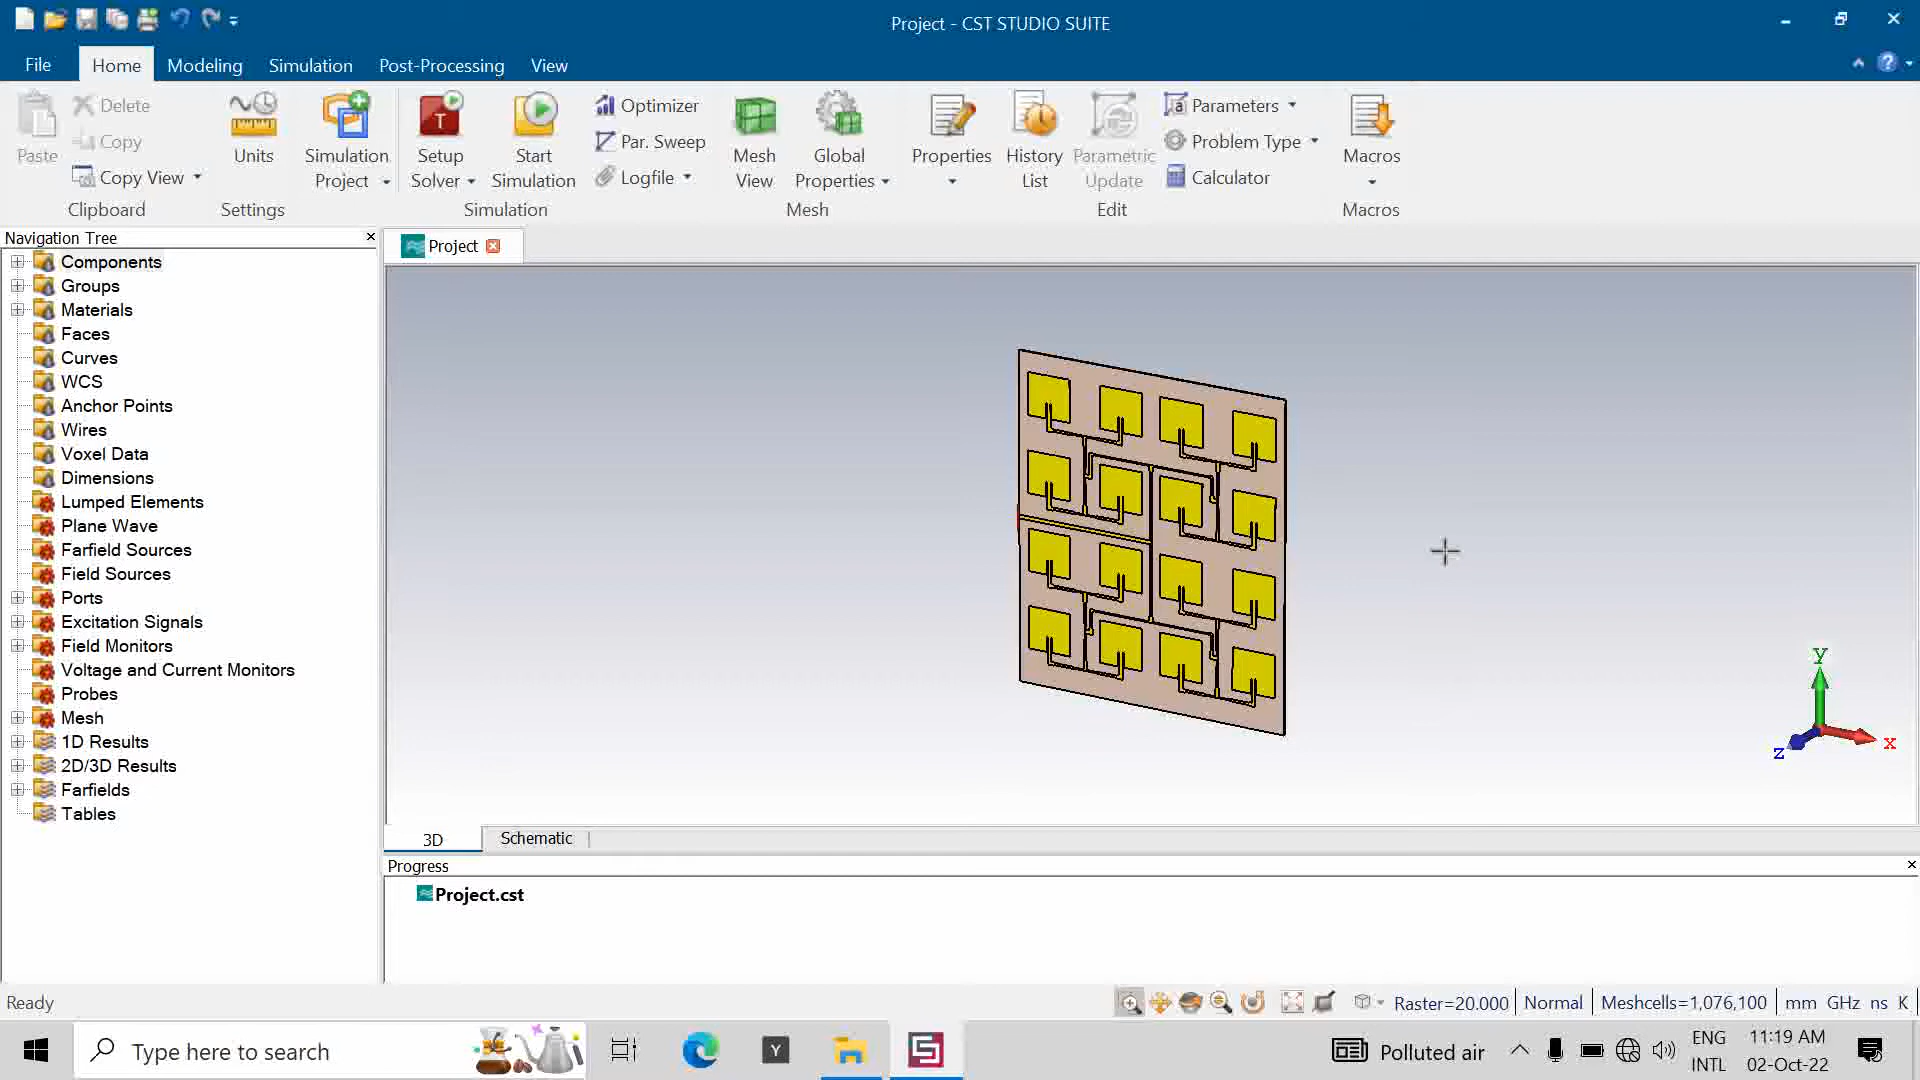 Project - CST STUDIO SUITE
File Home Modeling Simulation Post-Processing View
Paste
Delete
Copy
Copy View
Clipboard
Units
Settings
Simulation Project
Setup Solver
Start Simulation
Optimizer
Par. Sweep
Logfile
Simulation
Mesh View
Global Properties
Mesh
Properties
History List
Parametric Update
Parameters
Problem Type
Calculator
Edit
Macros
Macros
Navigation Tree
Components
Groups
Materials
Faces
Curves
WCS
Anchor Points
Wires
Voxel Data
Dimensions
Lumped Elements
Plane Wave
Farfield Sources
Field Sources
Ports
Excitation Signals
Field Monitors
Voltage and Current Monitors
Probes
Mesh
1D Results
2D/3D Results
Farfields
Tables
Project
y
x
z
3D Schematic
Progress
Project.cst
Ready
Raster=20.000 Normal Meshcells=1,076,100 mm GHz ns K
Type here to search
Y
Polluted air
ENG
INTL
11:19 AM
02-Oct-22